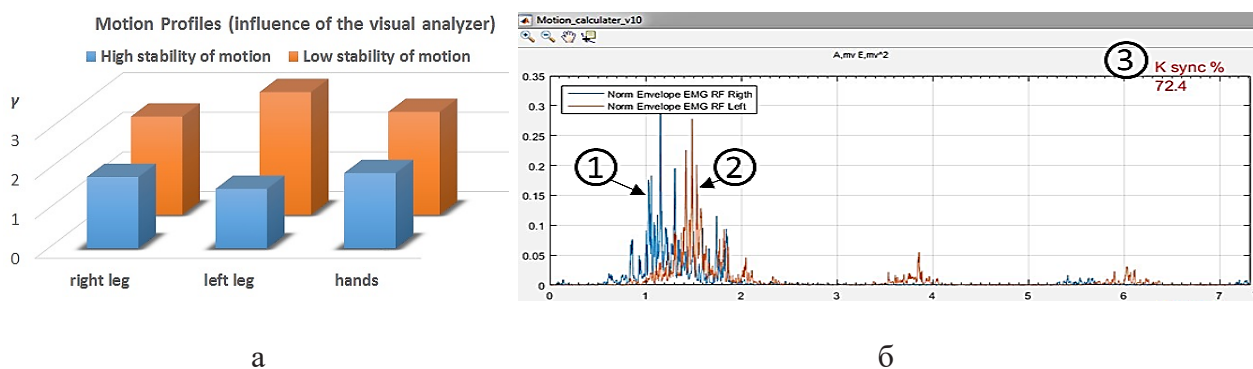 Motion Profiles (influence of the visual analyzer)
High stability of motion Low stability of motion
γ
3
2
1
0
right leg left leg hands
а
Motion_calculater_v10
A,mv E,mv^2
3
K sync %
72.4
0.35
0.3
0.25
0.2
0.15
0.1
0.05
0
Norm Envelope EMG RF Rigth
Norm Envelope EMG RF Left
1 2
0 1 2 3 4 5 6 7
б